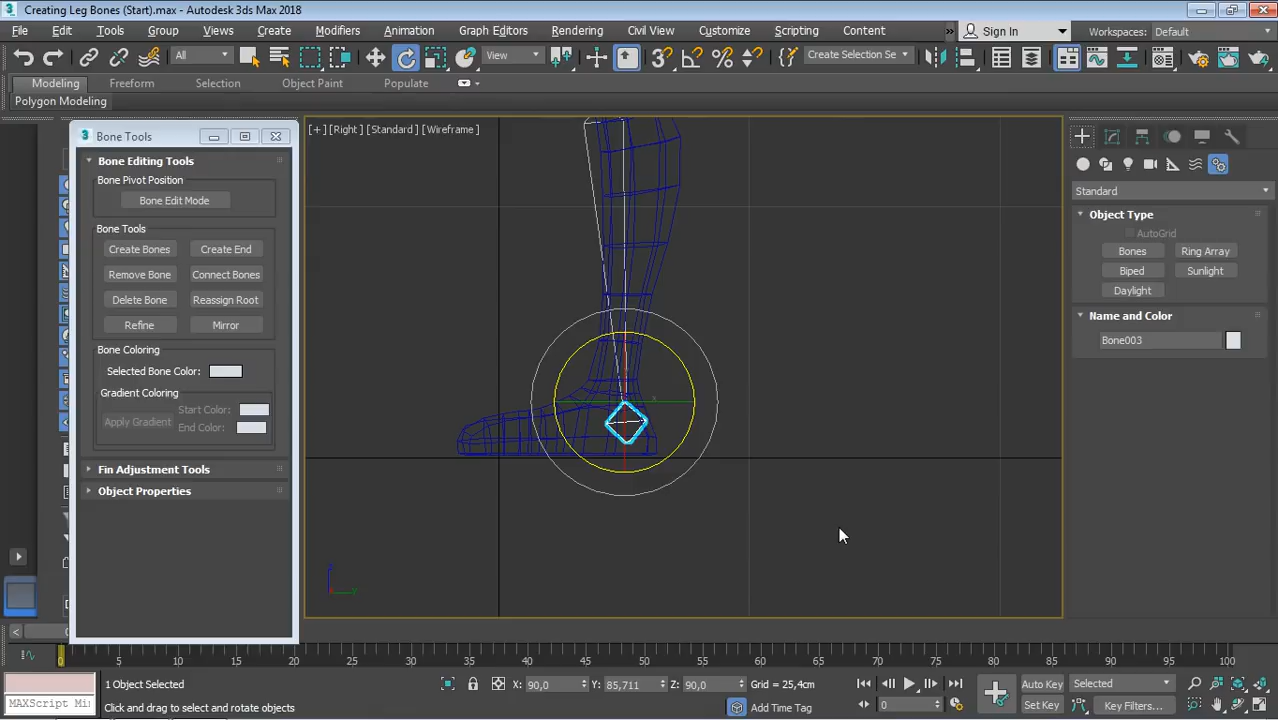 3 Creating Leg Bones (Start).max - Autodesk 3ds Max 2018
File Edit Tools Group Views Create Modifiers Animation Graph Editors Rendering Civil View Customize Scripting Content » Sign In Workspaces: Default
All View Create Selection Se
Modeling Freeform Selection Object Paint Populate
Polygon Modeling
3 Bone Tools
[+] [Right] [Standard] [Wireframe]
Bone Editing Tools
Bone Pivot Position
Bone Edit Mode
Bone Tools
Create Bones Create End
Remove Bone Connect Bones
Delete Bone Reassign Root
Refine Mirror
Bone Coloring
Selected Bone Color:
Gradient Coloring
Apply Gradient Start Color:
End Color:
Fin Adjustment Tools
Object Properties
Standard
Object Type
AutoGrid
Bones Ring Array
Biped Sunlight
Daylight
Name and Color
Bone003
z
Y
0 5 10 15 20 25 30 35 40 45 50 55 60 65 70 75 80 85 90 95 100
1 Object Selected X: 90,0 Y: 85,711 Z: 90,0 Grid = 25,4cm Auto Key Selected
MAXScript Mi Click and drag to select and rotate objects Add Time Tag 0 Set Key Key Filters...